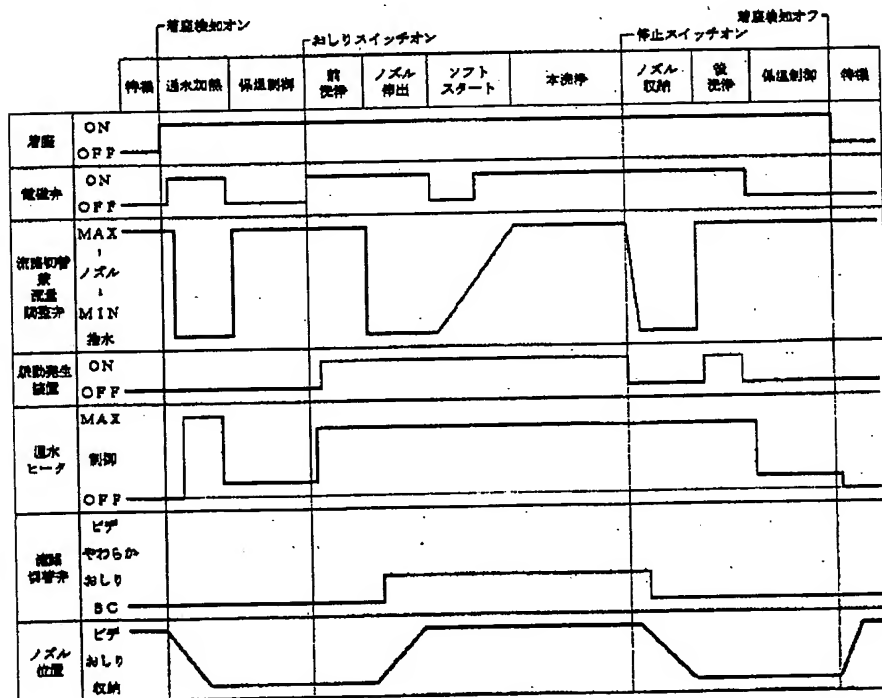 着座検知オン
着座検知オフ
おしりスイッチオン
停止スイッチオン
待機
通水加熱
保温制御
前
洗浄
ノズル
伸出
ソフト
スタート
本洗浄
ノズル
収納
後
洗浄
保温制御
待機
着座
ON
OFF
電磁弁
ON
OFF
流路切替
兼
流量
調整弁
MAX
ノズル
MIN
捨水
脈動発生
装置
ON
OFF
温水
ヒータ
MAX
制御
OFF
流路
切替弁
ビデ
やわらか
おしり
BC
ノズル
位置
ビデ
おしり
収納